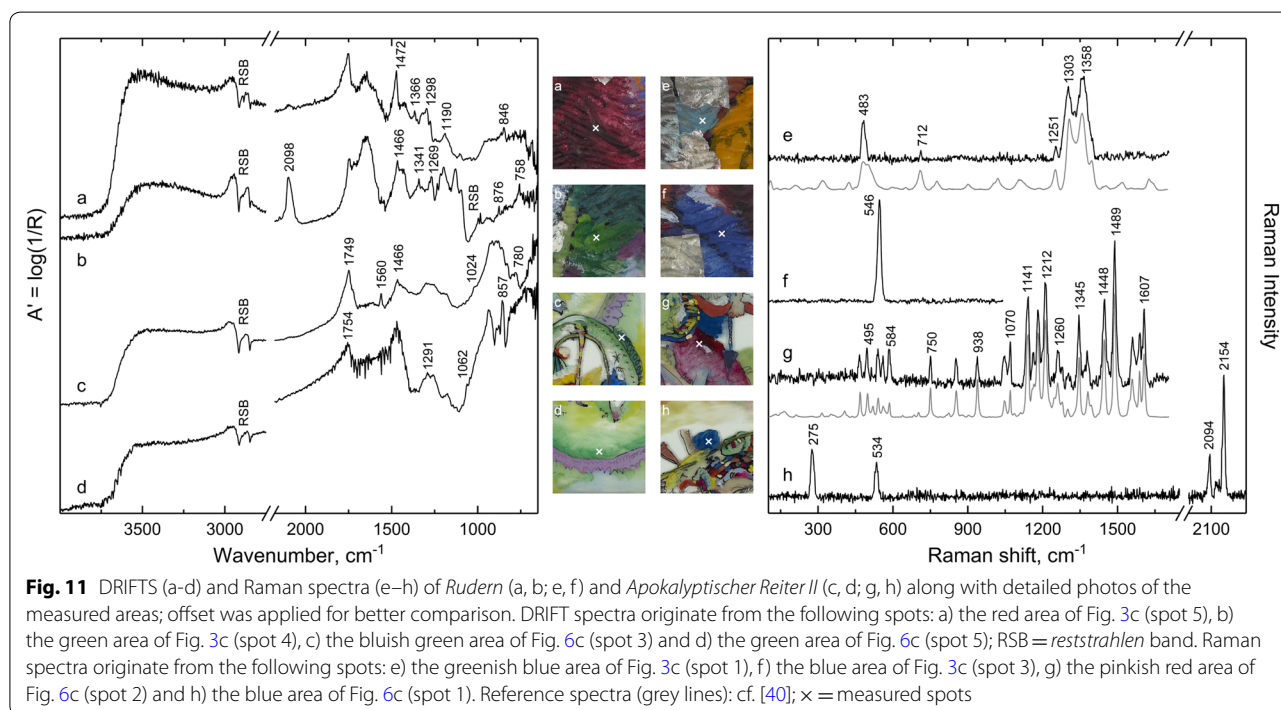 RSB
1472
1366
1298
1190
846
a
2098
RSB
1466
1341
1269
RSB
876
758
b
1749
1560
1466
1024
780
c
RSB
1754
1291
1062
857
d
RSB
3500
3000
2000
1500
1000
Wavenumber, cm-1
A' = log(1/R)
a
e
b
f
c
g
d
h
483
712
1251
1303
1358
e
546
f
495
584
750
938
1070
1141
1212
1260
1345
1448
1489
1607
g
275
534
2094
2154
h
300
600
900
1200
1500
2100
Raman shift, cm-1
Raman Intensity
Fig. 11 DRIFTS (a-d) and Raman spectra (e–h) of Rudern (a, b; e, f) and Apokalyptischer Reiter II (c, d; g, h) along with detailed photos of the
measured areas; offset was applied for better comparison. DRIFT spectra originate from the following spots: a) the red area of Fig. 3c (spot 5), b)
the green area of Fig. 3c (spot 4), c) the bluish green area of Fig. 6c (spot 3) and d) the green area of Fig. 6c (spot 5); RSB = reststrahlen band. Raman
spectra originate from the following spots: e) the greenish blue area of Fig. 3c (spot 1), f) the blue area of Fig. 3c (spot 3), g) the pinkish red area of
Fig. 6c (spot 2) and h) the blue area of Fig. 6c (spot 1). Reference spectra (grey lines): cf. [40]; × = measured spots